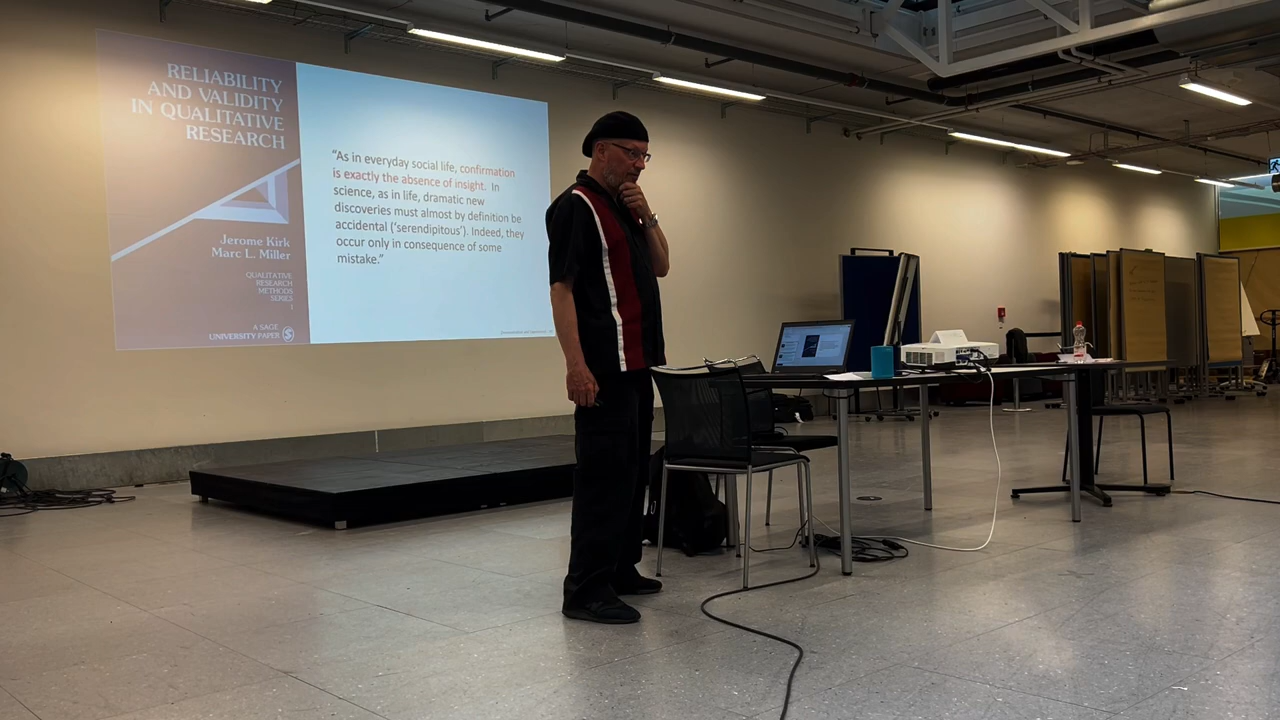 RELIABILITY
AND VALIDITY
IN QUALITATIVE
RESEARCH
Jerome Kirk
Marc L. Miller
QUALITATIVE
RESEARCH
METHODS
SERIES
1
A SAGE
UNIVERSITY PAPER
“As in everyday social life, confirmation
is exactly the absence of insight. In
science, as in life, dramatic new
discoveries must almost by definition be
accidental (‘serendipitous’). Indeed, they
occur only in consequence of some
mistake.”